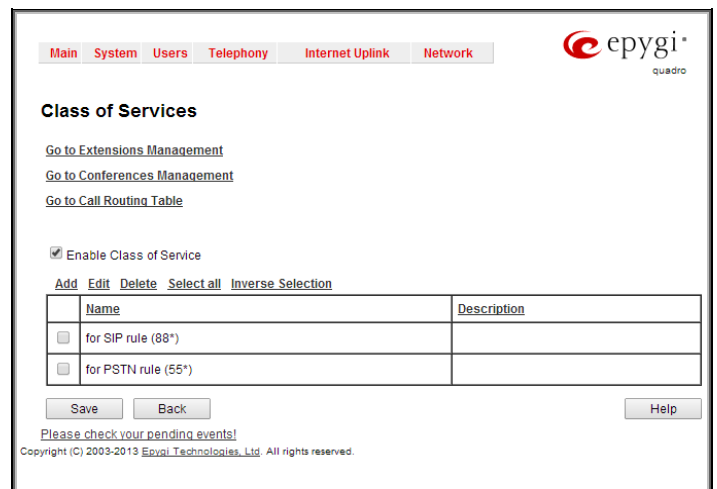 Main System Users Telephony Internet Uplink Network
epygi
quadro
Class of Services
Go to Extensions Management
Go to Conferences Management
Go to Call Routing Table
Enable Class of Service
Add Edit Delete Select all Inverse Selection
Name Description
for SIP rule (88*)
for PSTN rule (55*)
Save Back Help
Please check your pending events!
Copyright (C) 2003-2013 Epygi Technologies, Ltd. All rights reserved.